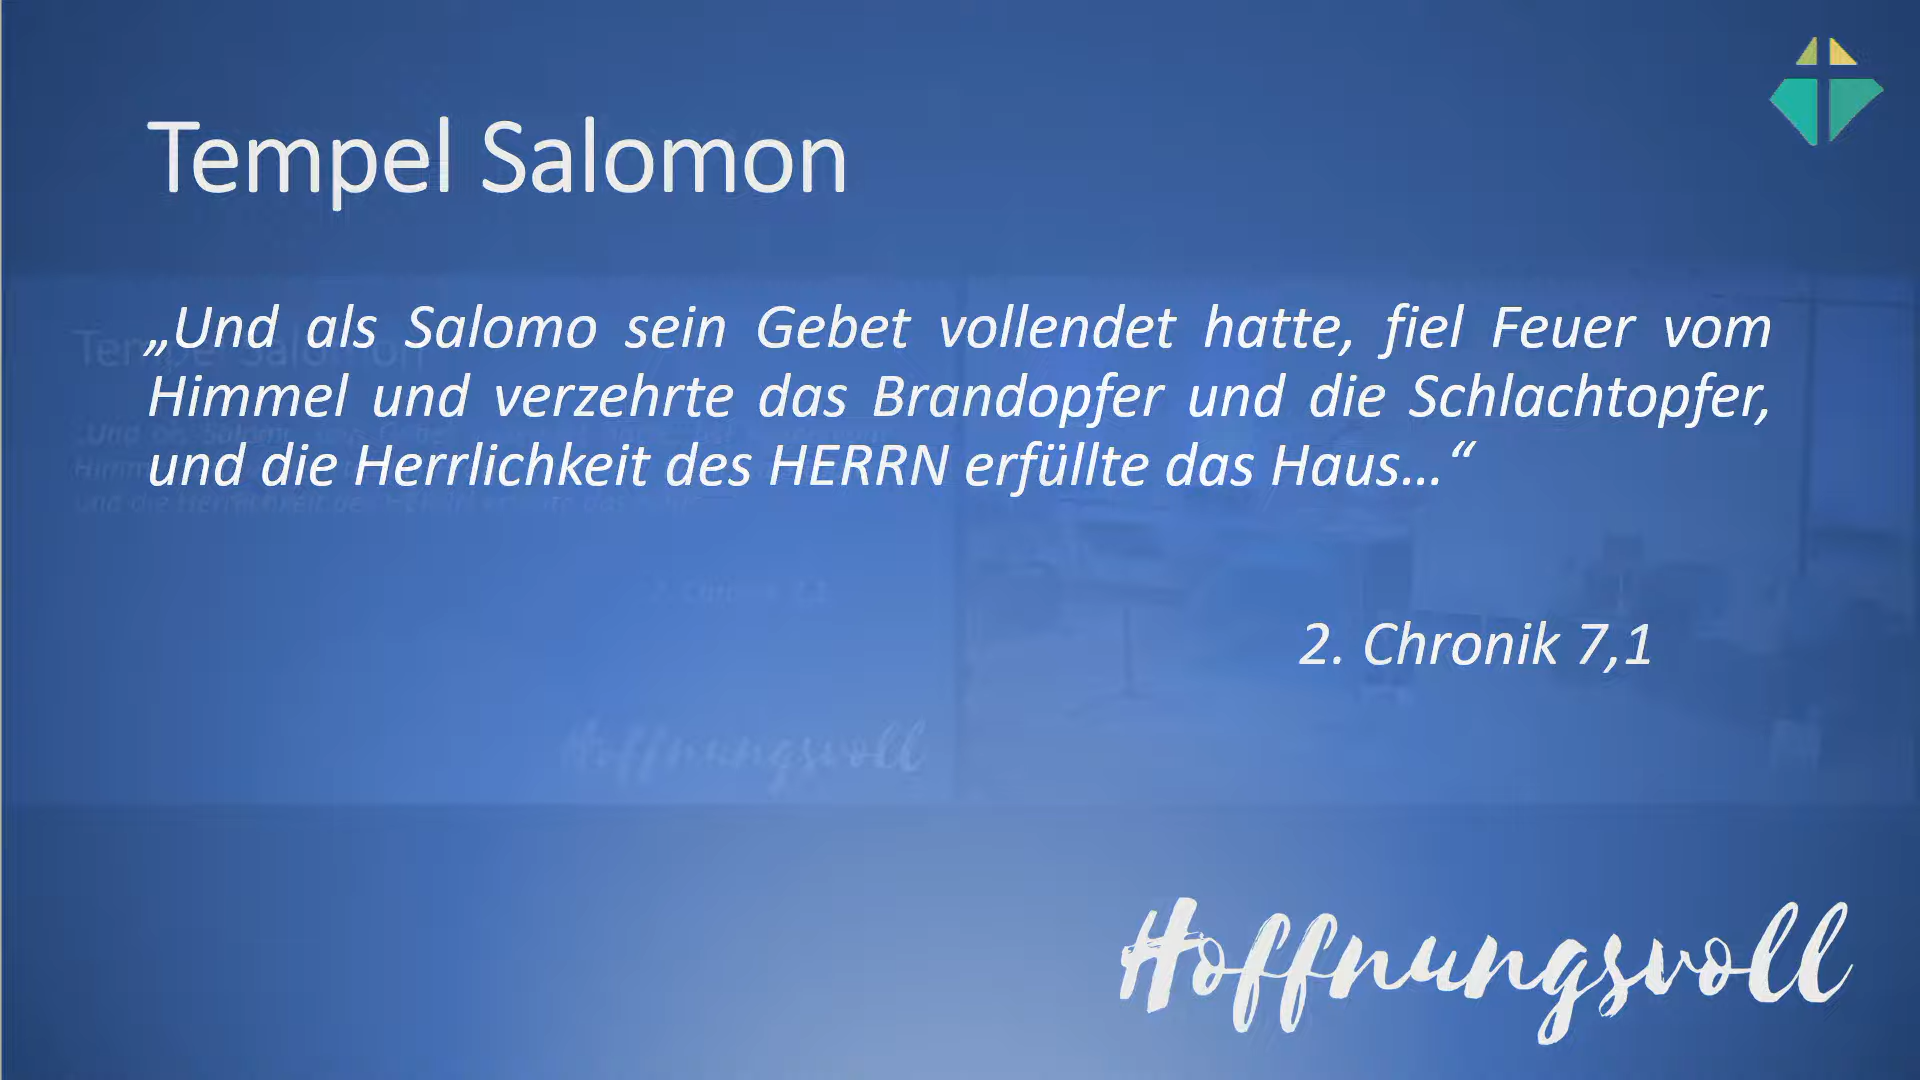 Tempel Salomon
„Und als Salomo sein Gebet vollendet hatte, fiel Feuer vom
Himmel und verzehrte das Brandopfer und die Schlachtopfer,
und die Herrlichkeit des HERRN erfüllte das Haus…“
2. Chronik 7,1
Hoffnungsvoll